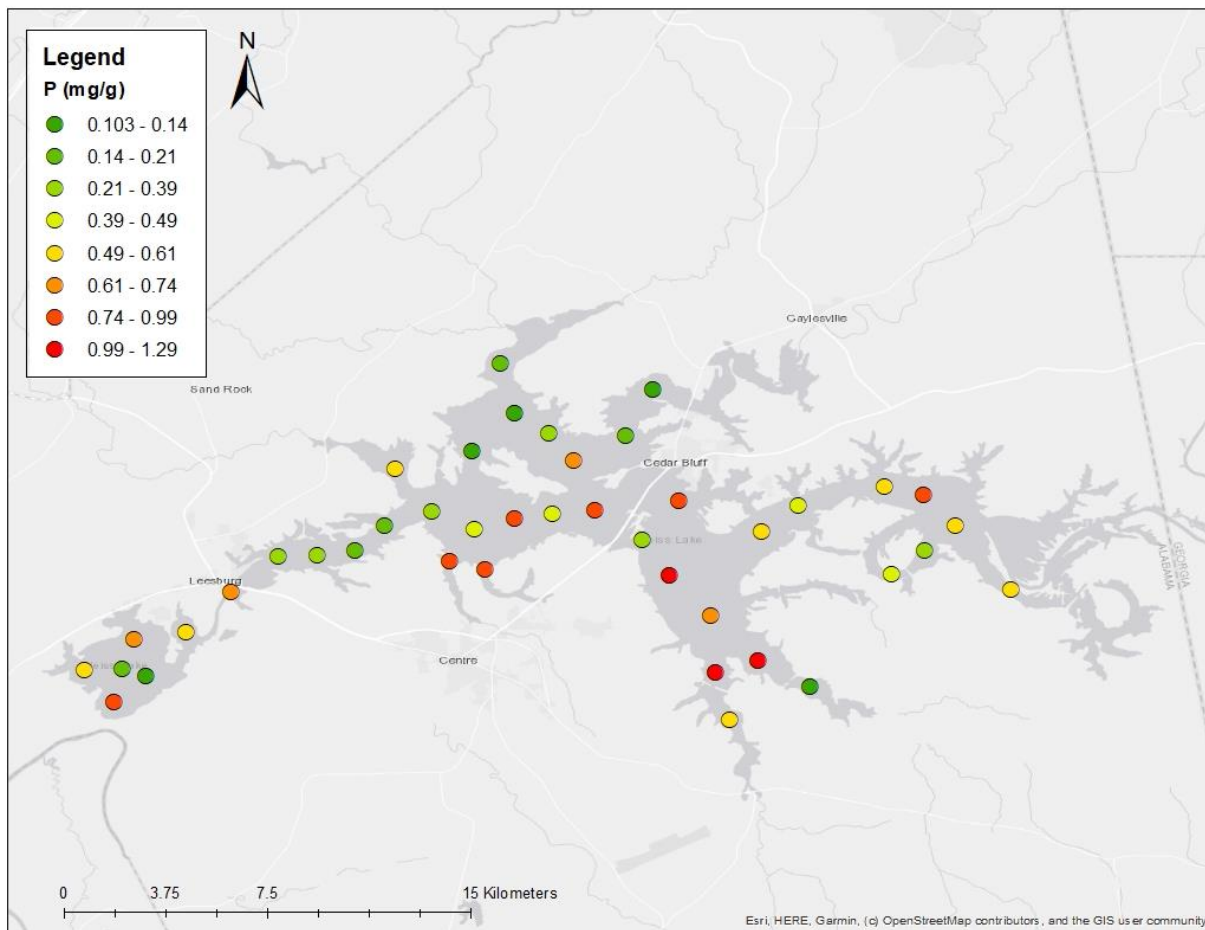 Legend
P (mg/g)
0.103 - 0.14
0.14 - 0.21
0.21 - 0.39
0.39 - 0.49
0.49 - 0.61
0.61 - 0.74
0.74 - 0.99
0.99 - 1.29
N
Gaylesville
Sand Rock
Cedar Bluff
iss Lake
Leesburg
GEORGIA
ALABAMA
Centre
0 3.75 7.5 15 Kilometers
Esri, HERE, Garmin, (c) OpenStreetMap contributors, and the GIS user community